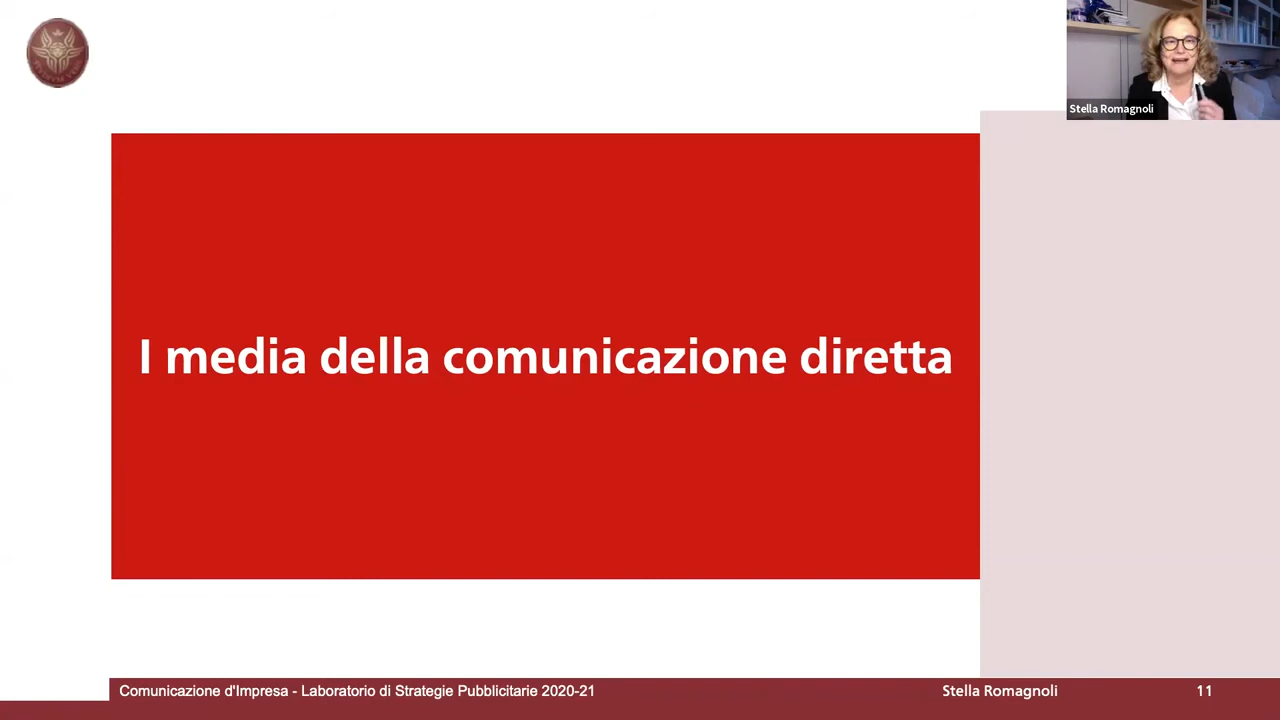 Stella Romagnoli
I media della comunicazione diretta
Comunicazione d'Impresa - Laboratorio di Strategie Pubblicitarie 2020-21
Stella Romagnoli
11